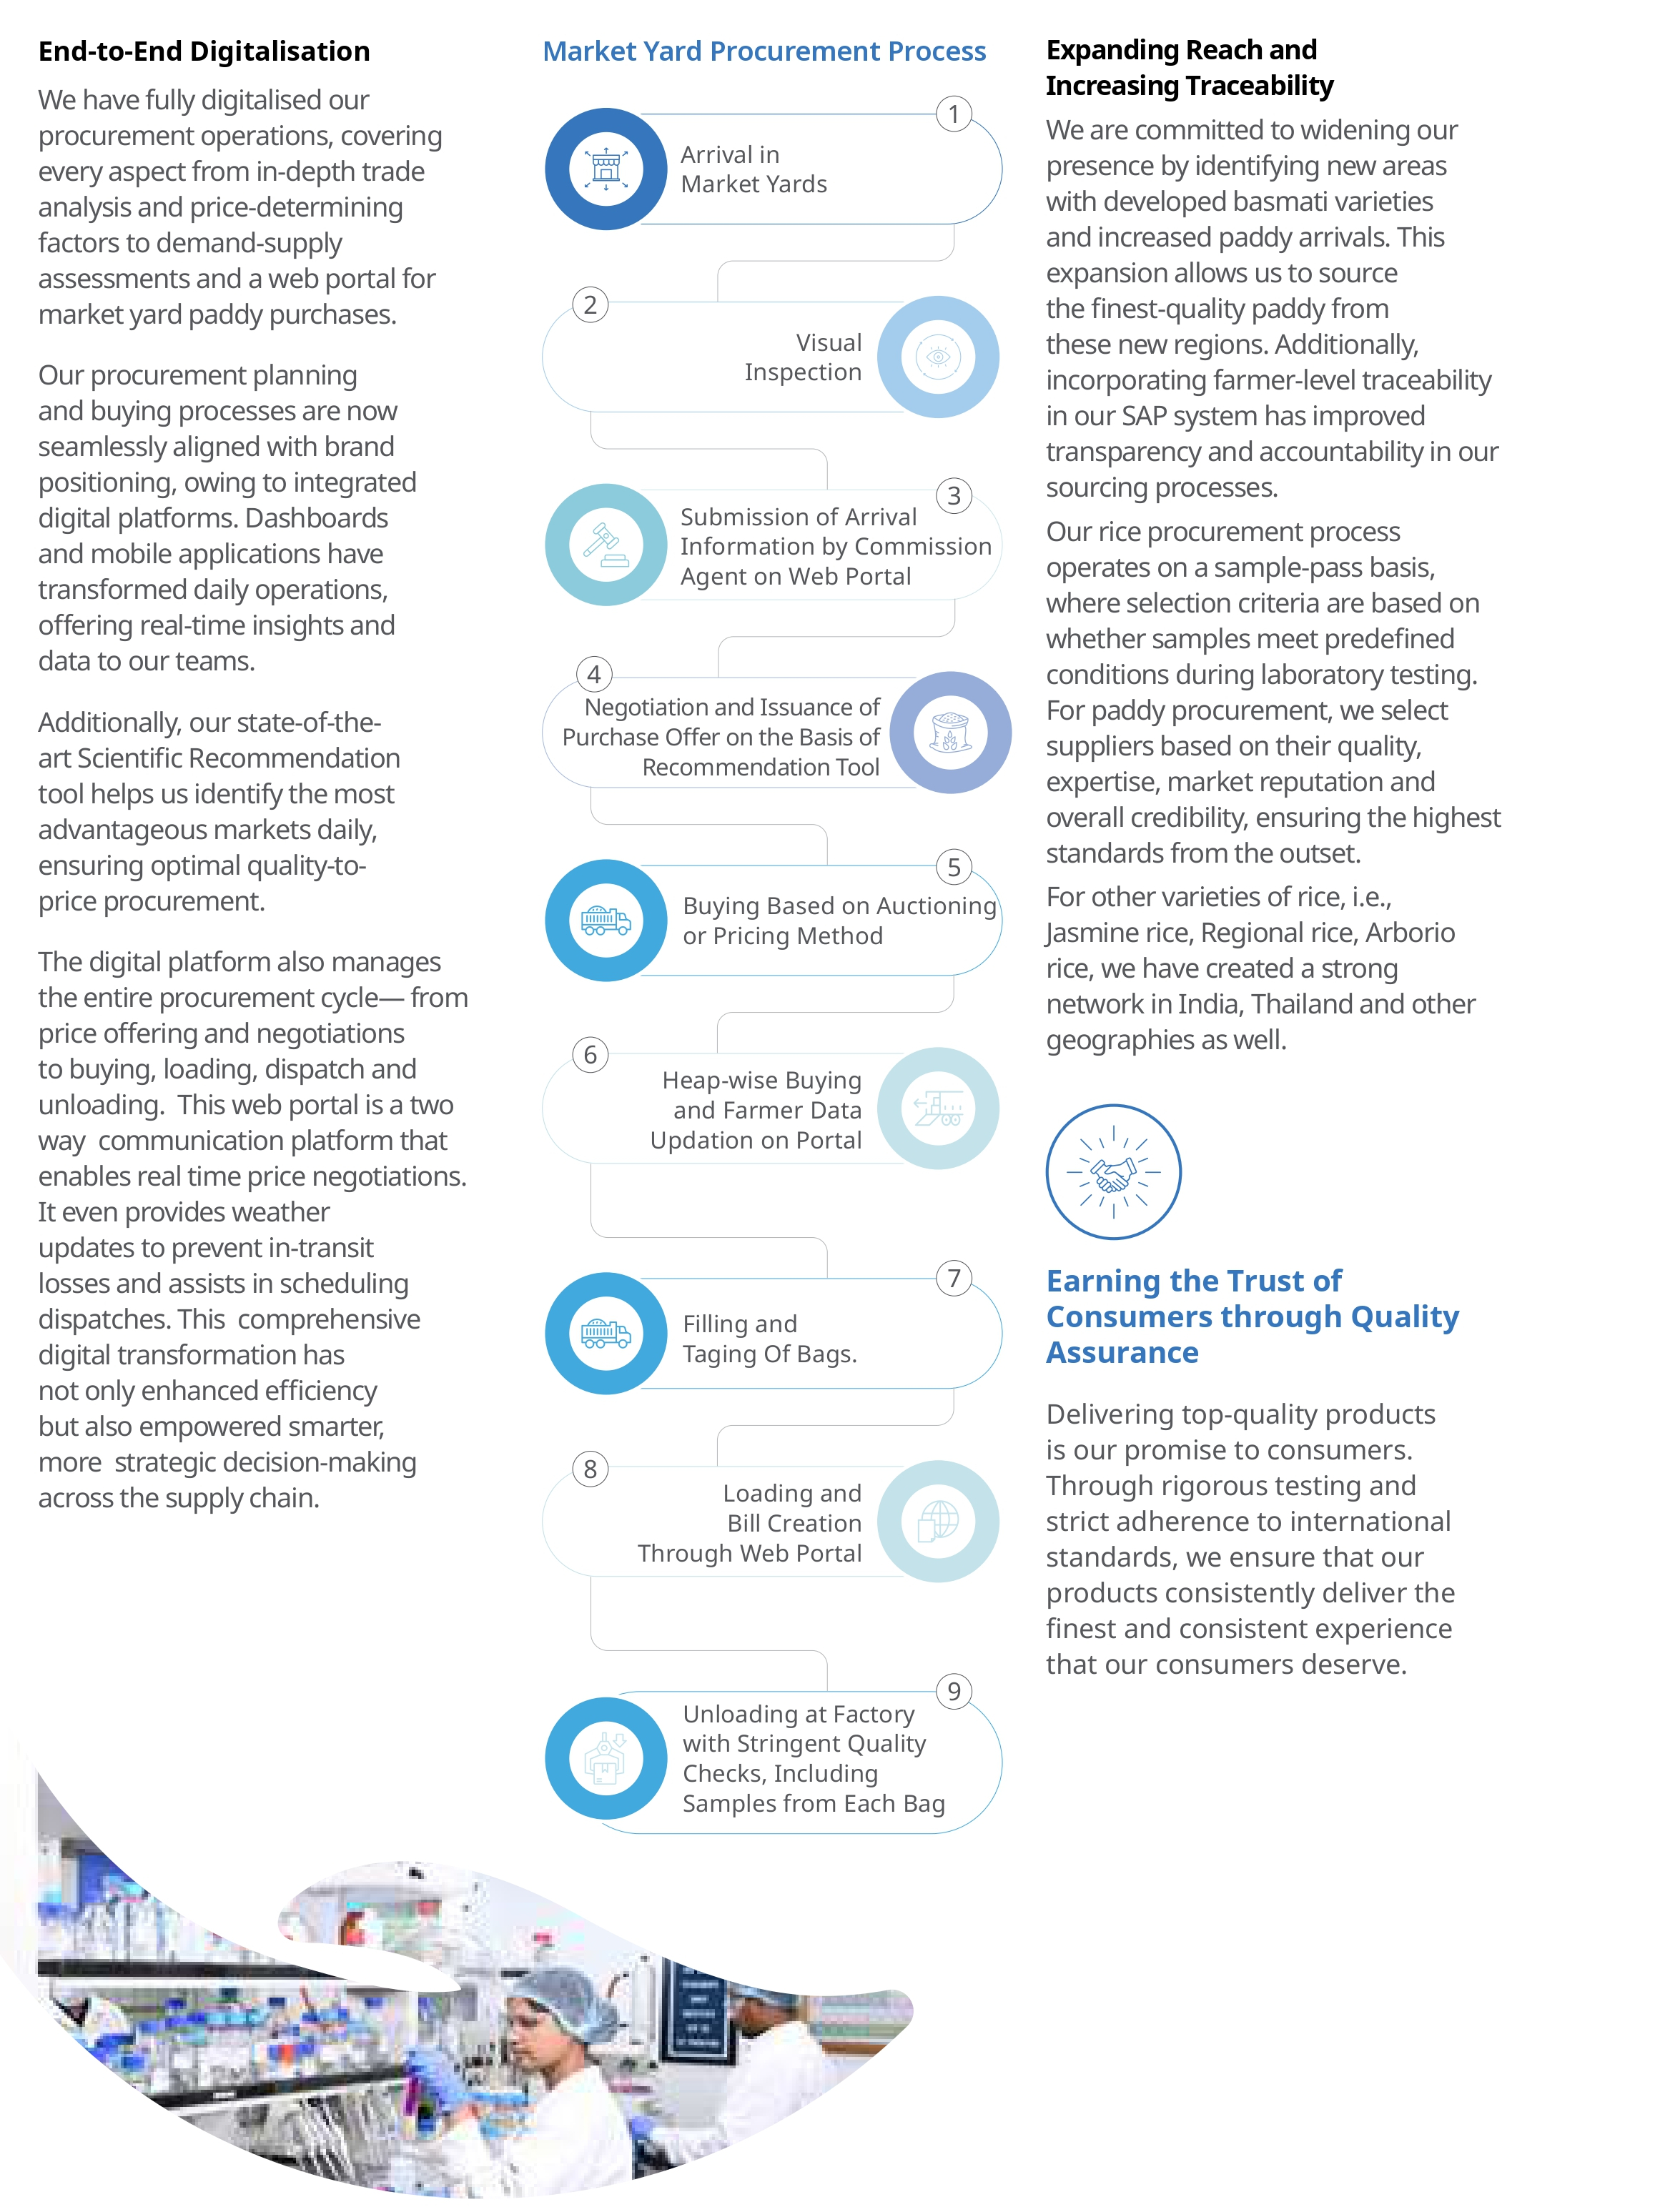 End-to-End Digitalisation
We have fully digitalised our
procurement operations, covering
every aspect from in-depth trade
analysis and price-determining
factors to demand-supply
assessments and a web portal for
market yard paddy purchases.
Our procurement planning
and buying processes are now
seamlessly aligned with brand
positioning, owing to integrated
digital platforms. Dashboards
and mobile applications have
transformed daily operations,
offering real-time insights and
data to our teams.
Additionally, our state-of-the-
art Scientific Recommendation
tool helps us identify the most
advantageous markets daily,
ensuring optimal quality-to-
price procurement.
The digital platform also manages
the entire procurement cycle— from
price offering and negotiations
to buying, loading, dispatch and
unloading.  This web portal is a two
way  communication platform that
enables real time price negotiations.
It even provides weather
updates to prevent in-transit
losses and assists in scheduling
dispatches. This  comprehensive
digital transformation has
not only enhanced efficiency
but also empowered smarter,
more  strategic decision-making
across the supply chain.
Market Yard Procurement Process
1
Arrival in
Market Yards
2
Visual
Inspection
3
Submission of Arrival
Information by Commission
Agent on Web Portal
4
Negotiation and Issuance of
Purchase Offer on the Basis of
Recommendation Tool
5
Buying Based on Auctioning
or Pricing Method
6
Heap-wise Buying
and Farmer Data
Updation on Portal
7
Filling and
Taging Of Bags.
8
Loading and
Bill Creation
Through Web Portal
9
Unloading at Factory
with Stringent Quality
Checks, Including
Samples from Each Bag
Expanding Reach and
Increasing Traceability
We are committed to widening our
presence by identifying new areas
with developed basmati varieties
and increased paddy arrivals. This
expansion allows us to source
the finest-quality paddy from
these new regions. Additionally,
incorporating farmer-level traceability
in our SAP system has improved
transparency and accountability in our
sourcing processes.
Our rice procurement process
operates on a sample-pass basis,
where selection criteria are based on
whether samples meet predefined
conditions during laboratory testing.
For paddy procurement, we select
suppliers based on their quality,
expertise, market reputation and
overall credibility, ensuring the highest
standards from the outset.
For other varieties of rice, i.e.,
Jasmine rice, Regional rice, Arborio
rice, we have created a strong
network in India, Thailand and other
geographies as well.
Earning the Trust of
Consumers through Quality
Assurance
Delivering top-quality products
is our promise to consumers.
Through rigorous testing and
strict adherence to international
standards, we ensure that our
products consistently deliver the
finest and consistent experience
that our consumers deserve.